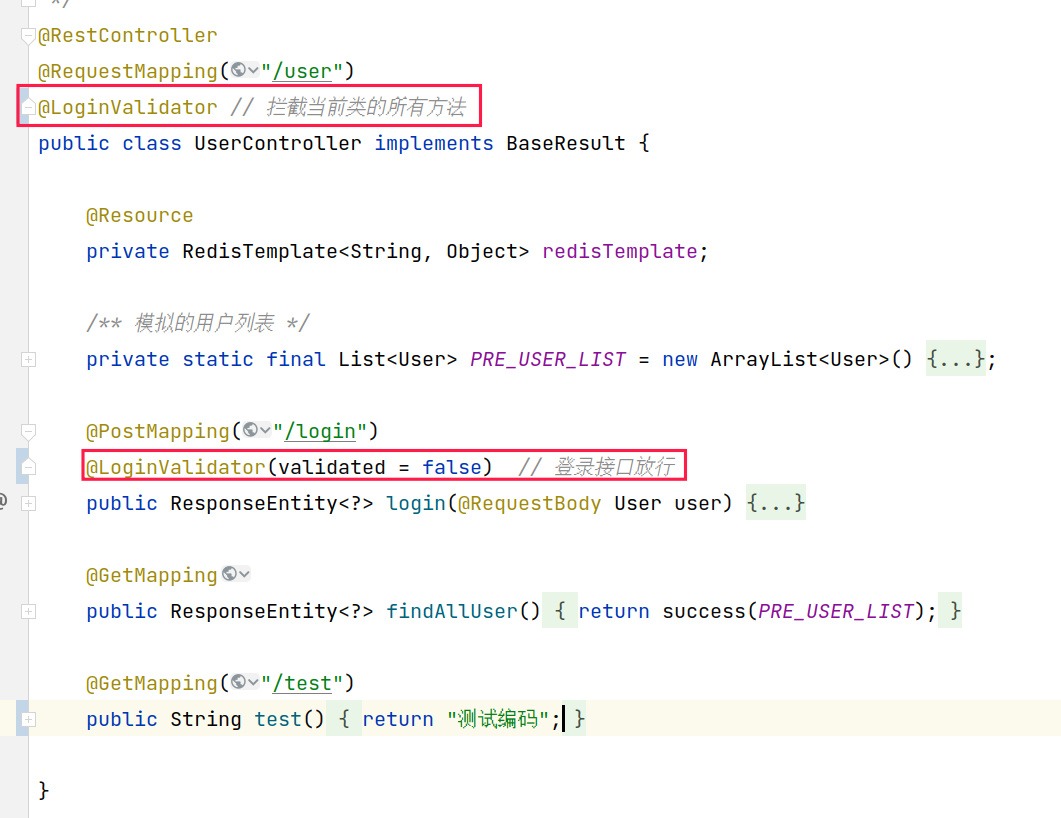 */
@RestController
@RequestMapping("/user")
@LoginValidator // 拦截当前类的所有方法
public class UserController implements BaseResult {
@Resource
private RedisTemplate<String, Object> redisTemplate;
/** 模拟的用户列表 */
private static final List<User> PRE_USER_LIST = new ArrayList<User>() {...};
@PostMapping("/login")
@LoginValidator(validated = false) // 登录接口放行
public ResponseEntity<?> login(@RequestBody User user) {...}
@GetMapping
public ResponseEntity<?> findAllUser() { return success(PRE_USER_LIST); }
@GetMapping("/test")
public String test() { return "测试编码"; }
}